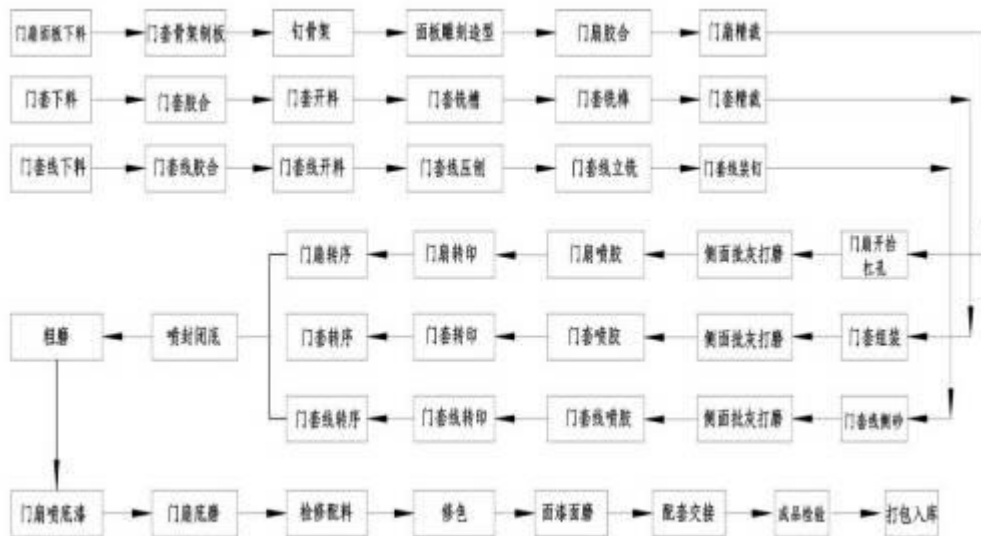 门扇面板下料
门套骨架制板
钉骨架
面板雕刻造型
门扇胶合
门扇精裁
门套下料
门套胶合
门套开料
门套铣槽
门套铣榫
门套精裁
门套线下料
门套线胶合
门套线开料
门套线压刨
门套线立铣
门套线装钉
门扇转序
门扇转印
门扇喷胶
侧面批灰打磨
门扇开抬
杠孔
粗磨
喷封闭底
门套转序
门套转印
门套喷胶
侧面批灰打磨
门套组装
门套线转序
门套线转印
门套线喷胶
侧面批灰打磨
门套线侧砂
门扇喷底漆
门扇底磨
检修配料
修色
面漆面磨
配套交接
成品检验
打包入库